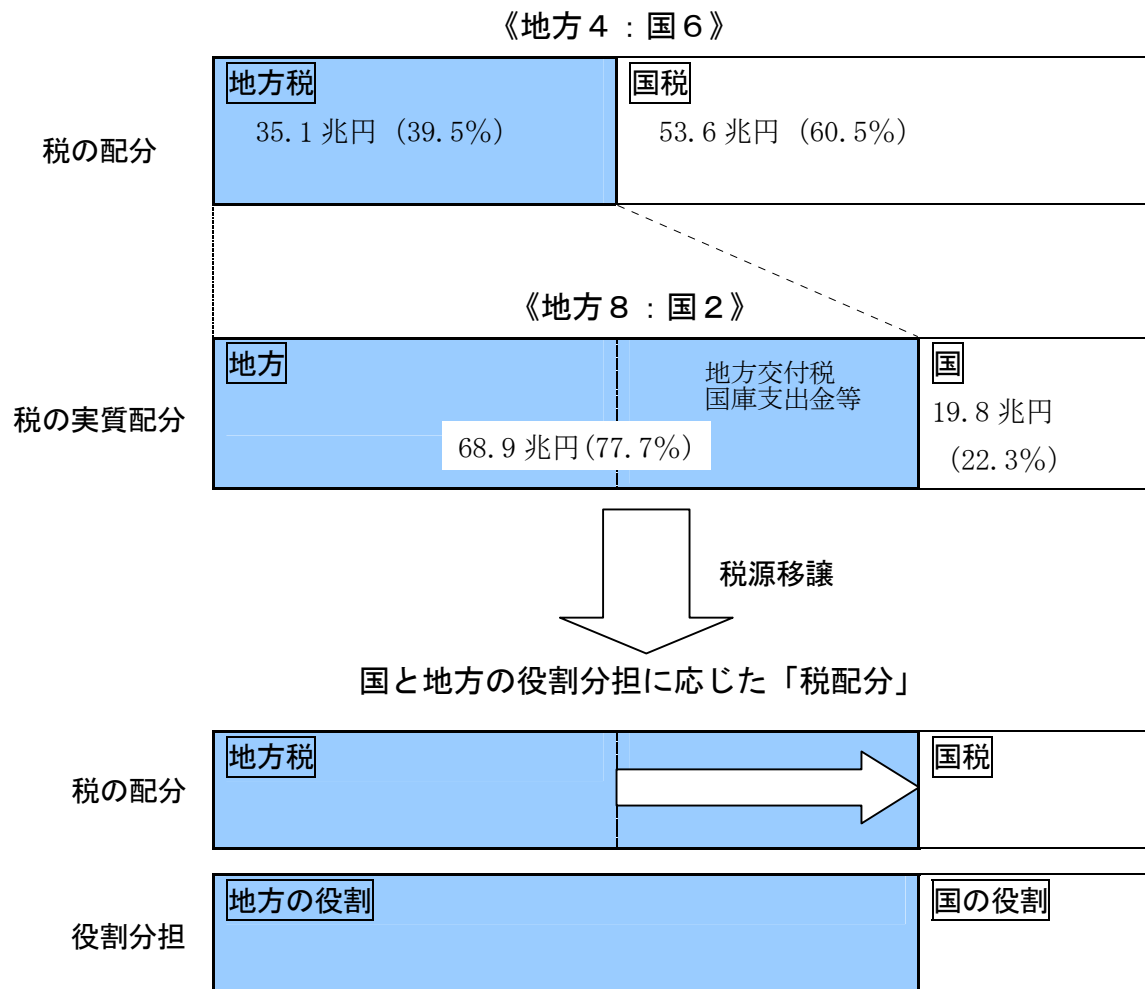 《地方４：国６》
地方税
国税
35.1 兆円 (39.5%)
53.6 兆円 (60.5%)
税の配分
《地方８：国２》
地方
地方交付税
国庫支出金等
国
19.8 兆円
(22.3%)
税の実質配分
68.9 兆円(77.7%)
税源移譲
国と地方の役割分担に応じた「税配分」
地方税
国税
税の配分
地方の役割
国の役割
役割分担